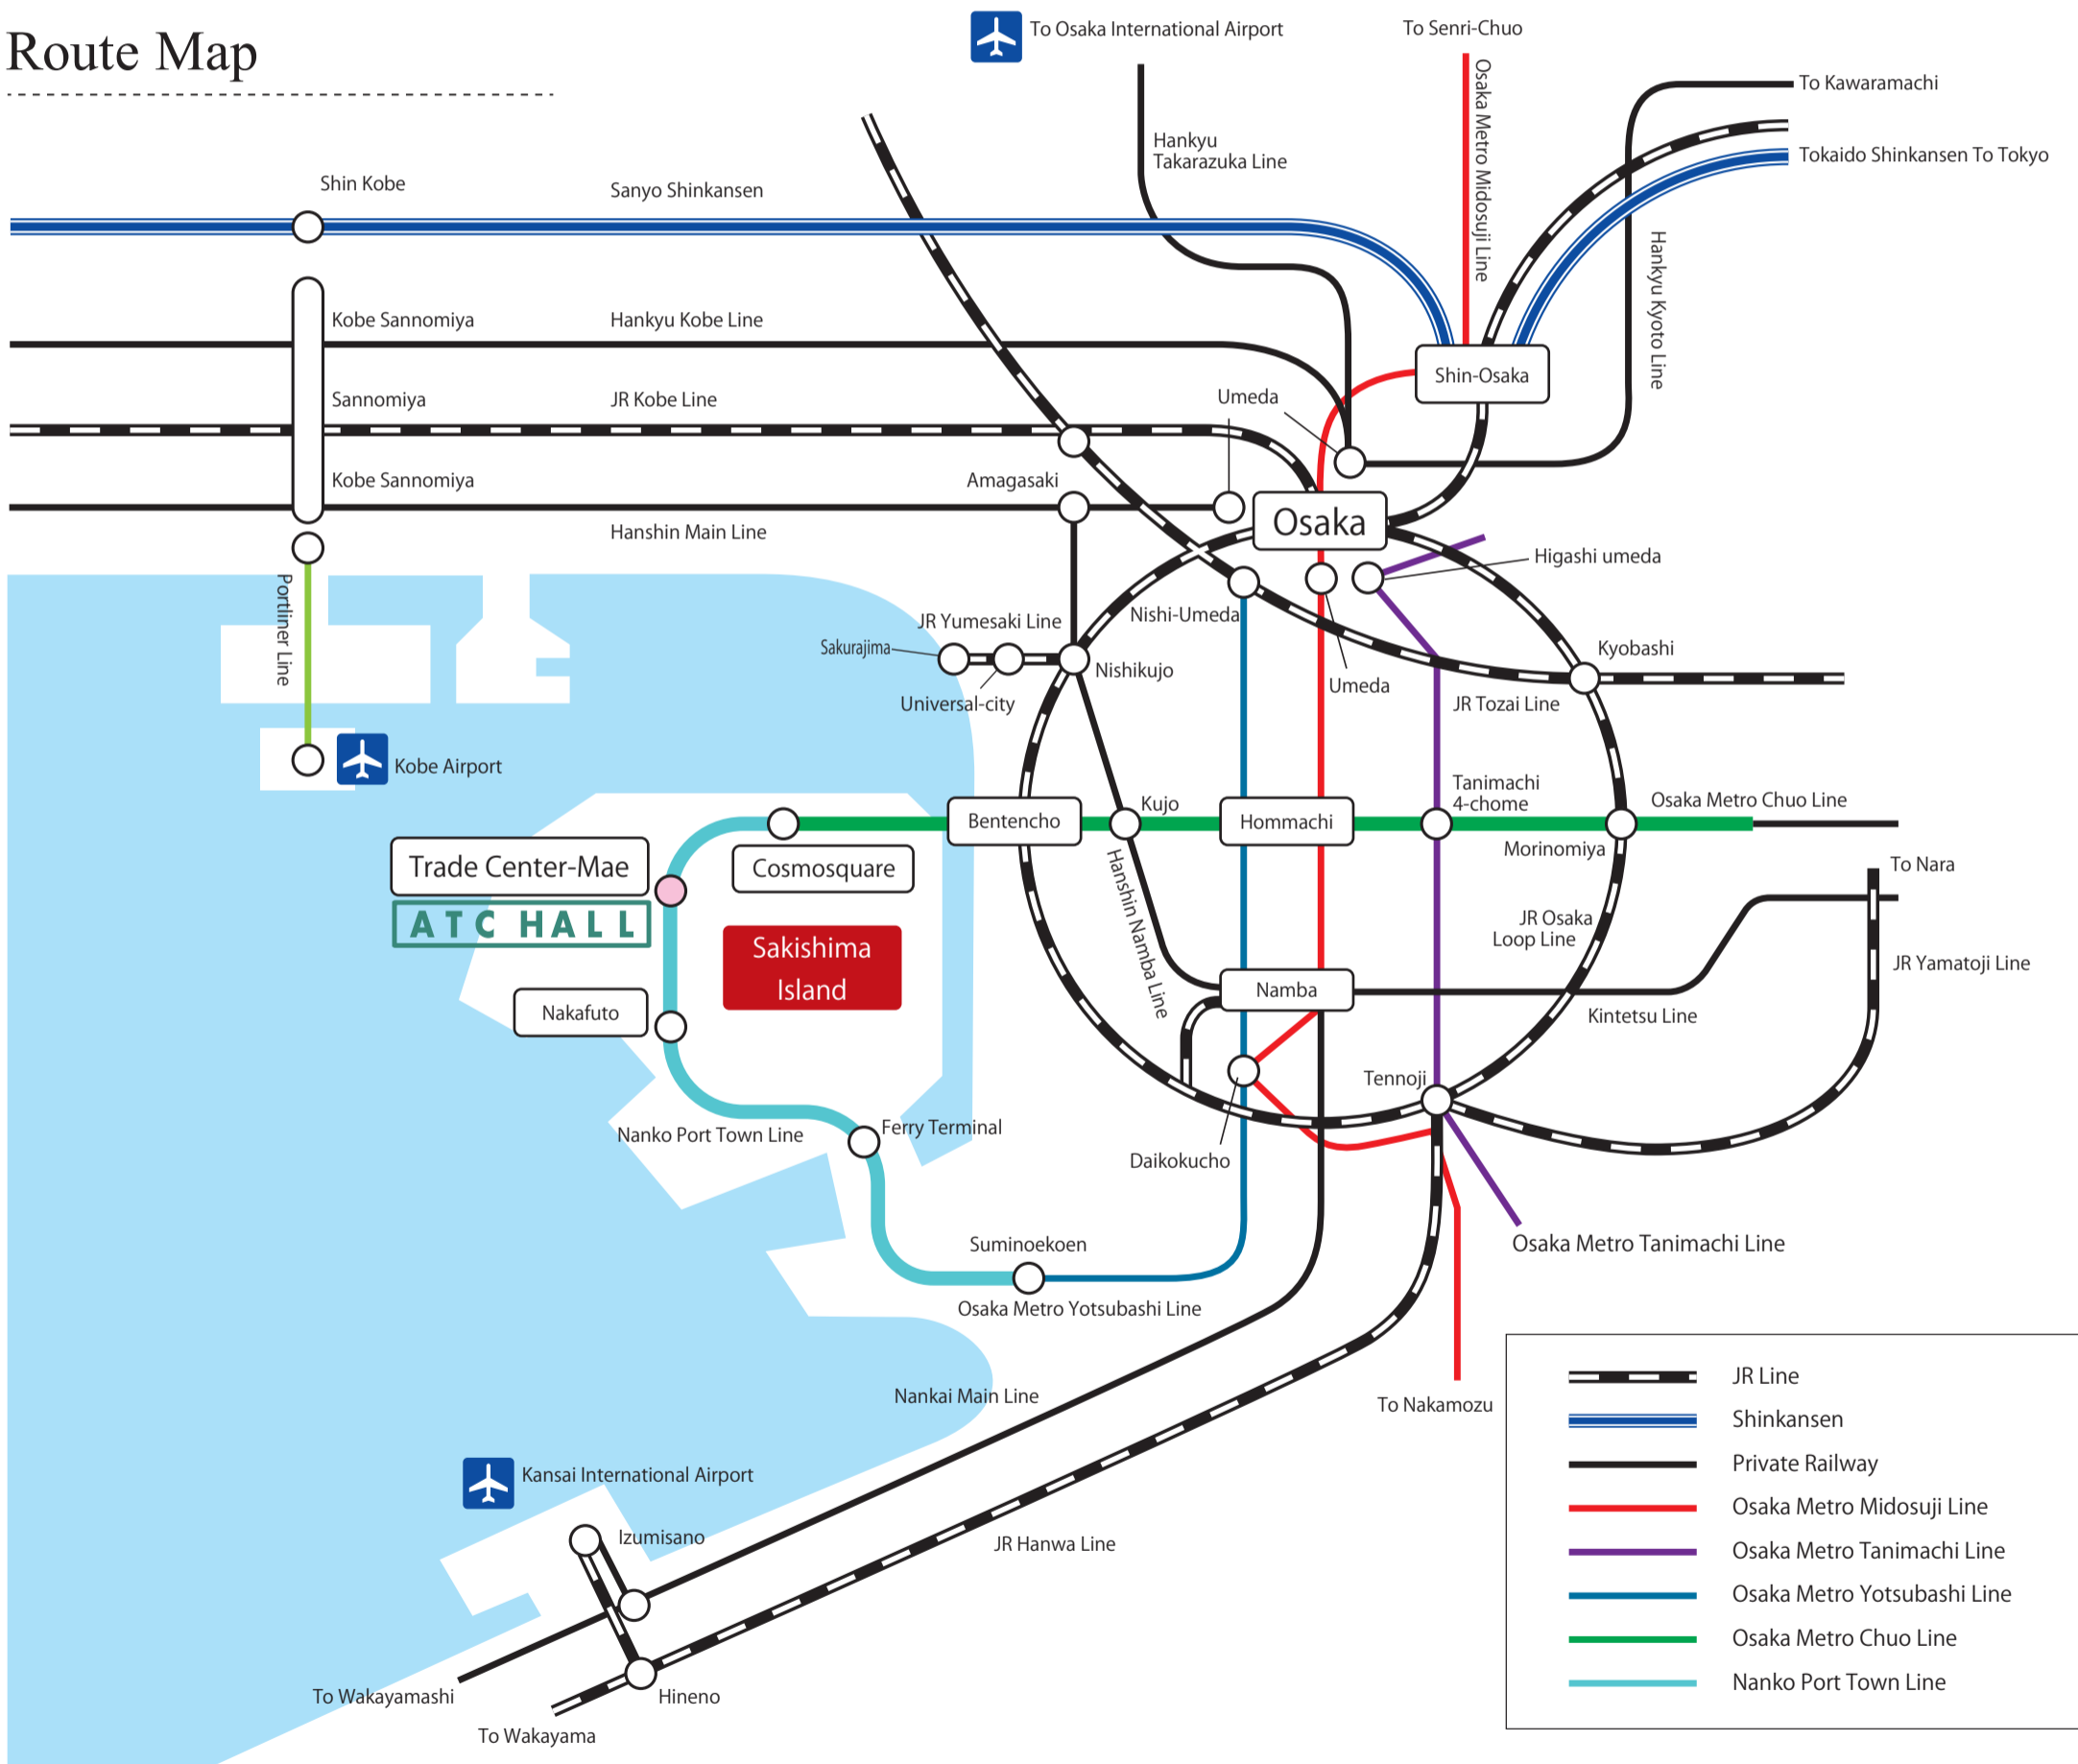 Route Map
To Osaka International Airport
To Senri-Chuo
Osaka Metro Midosuji Line
To Kawaramachi
Hankyu
Takarazuka Line
Tokaido Shinkansen To Tokyo
Shin Kobe
Sanyo Shinkansen
Hankyu Kyoto Line
Kobe Sannomiya
Hankyu Kobe Line
Shin-Osaka
Sannomiya
JR Kobe Line
Umeda
Kobe Sannomiya
Amagasaki
Hanshin Main Line
Osaka
Higashi umeda
Portliner Line
JR Yumesaki Line
Nishi-Umeda
Sakurajima
Nishikujo
Kyobashi
Universal-city
Umeda
JR Tozai Line
Kobe Airport
Tanimachi
4-chome
Kujo
Osaka Metro Chuo Line
Bentencho
Hommachi
Morinomiya
Trade Center-Mae
Cosmosquare
To Nara
ATC HALL
Hanshin Namba Line
JR Osaka
Loop Line
Sakishima
Island
JR Yamatoji Line
Namba
Nakafuto
Kintetsu Line
Tennoji
Nanko Port Town Line
Ferry Terminal
Daikokucho
Suminoekoen
Osaka Metro Tanimachi Line
Osaka Metro Yotsubashi Line
Nankai Main Line
To Nakamozu
Kansai International Airport
Izumisano
JR Hanwa Line
To Wakayamashi
Hineno
To Wakayama
JR Line
Shinkansen
Private Railway
Osaka Metro Midosuji Line
Osaka Metro Tanimachi Line
Osaka Metro Yotsubashi Line
Osaka Metro Chuo Line
Nanko Port Town Line